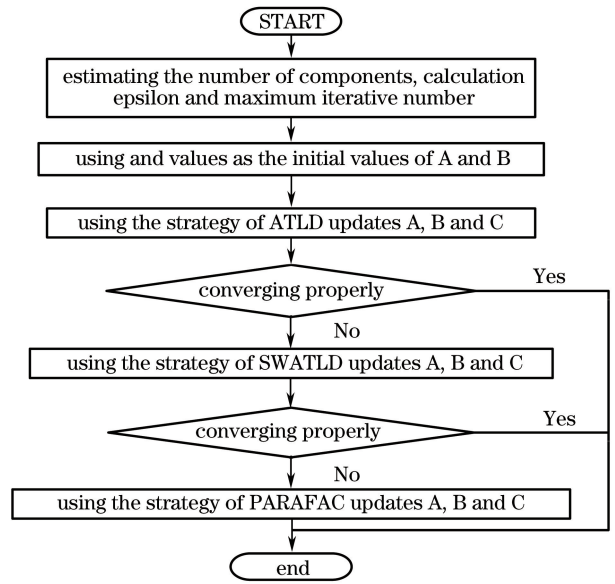 START
estimating the number of components, calculation
epsilon and maximum iterative number
using and values as the initial values of A and B
using the strategy of ATLD updates A, B and C
converging properly
Yes
No
using the strategy of SWATLD updates A, B and C
converging properly
Yes
No
using the strategy of PARAFAC updates A, B and C
end